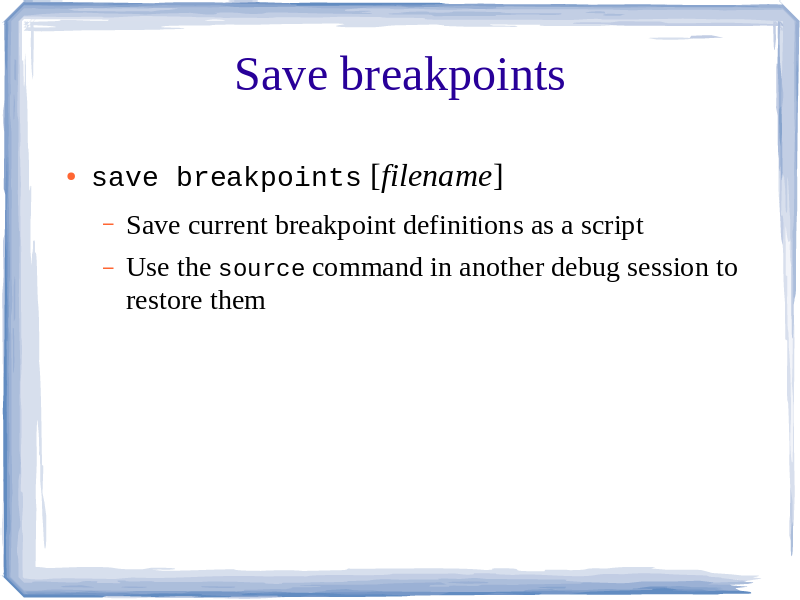 Save breakpoints
● save breakpoints [filename]
– Save current breakpoint definitions as a script
– Use the source command in another debug session to
restore them